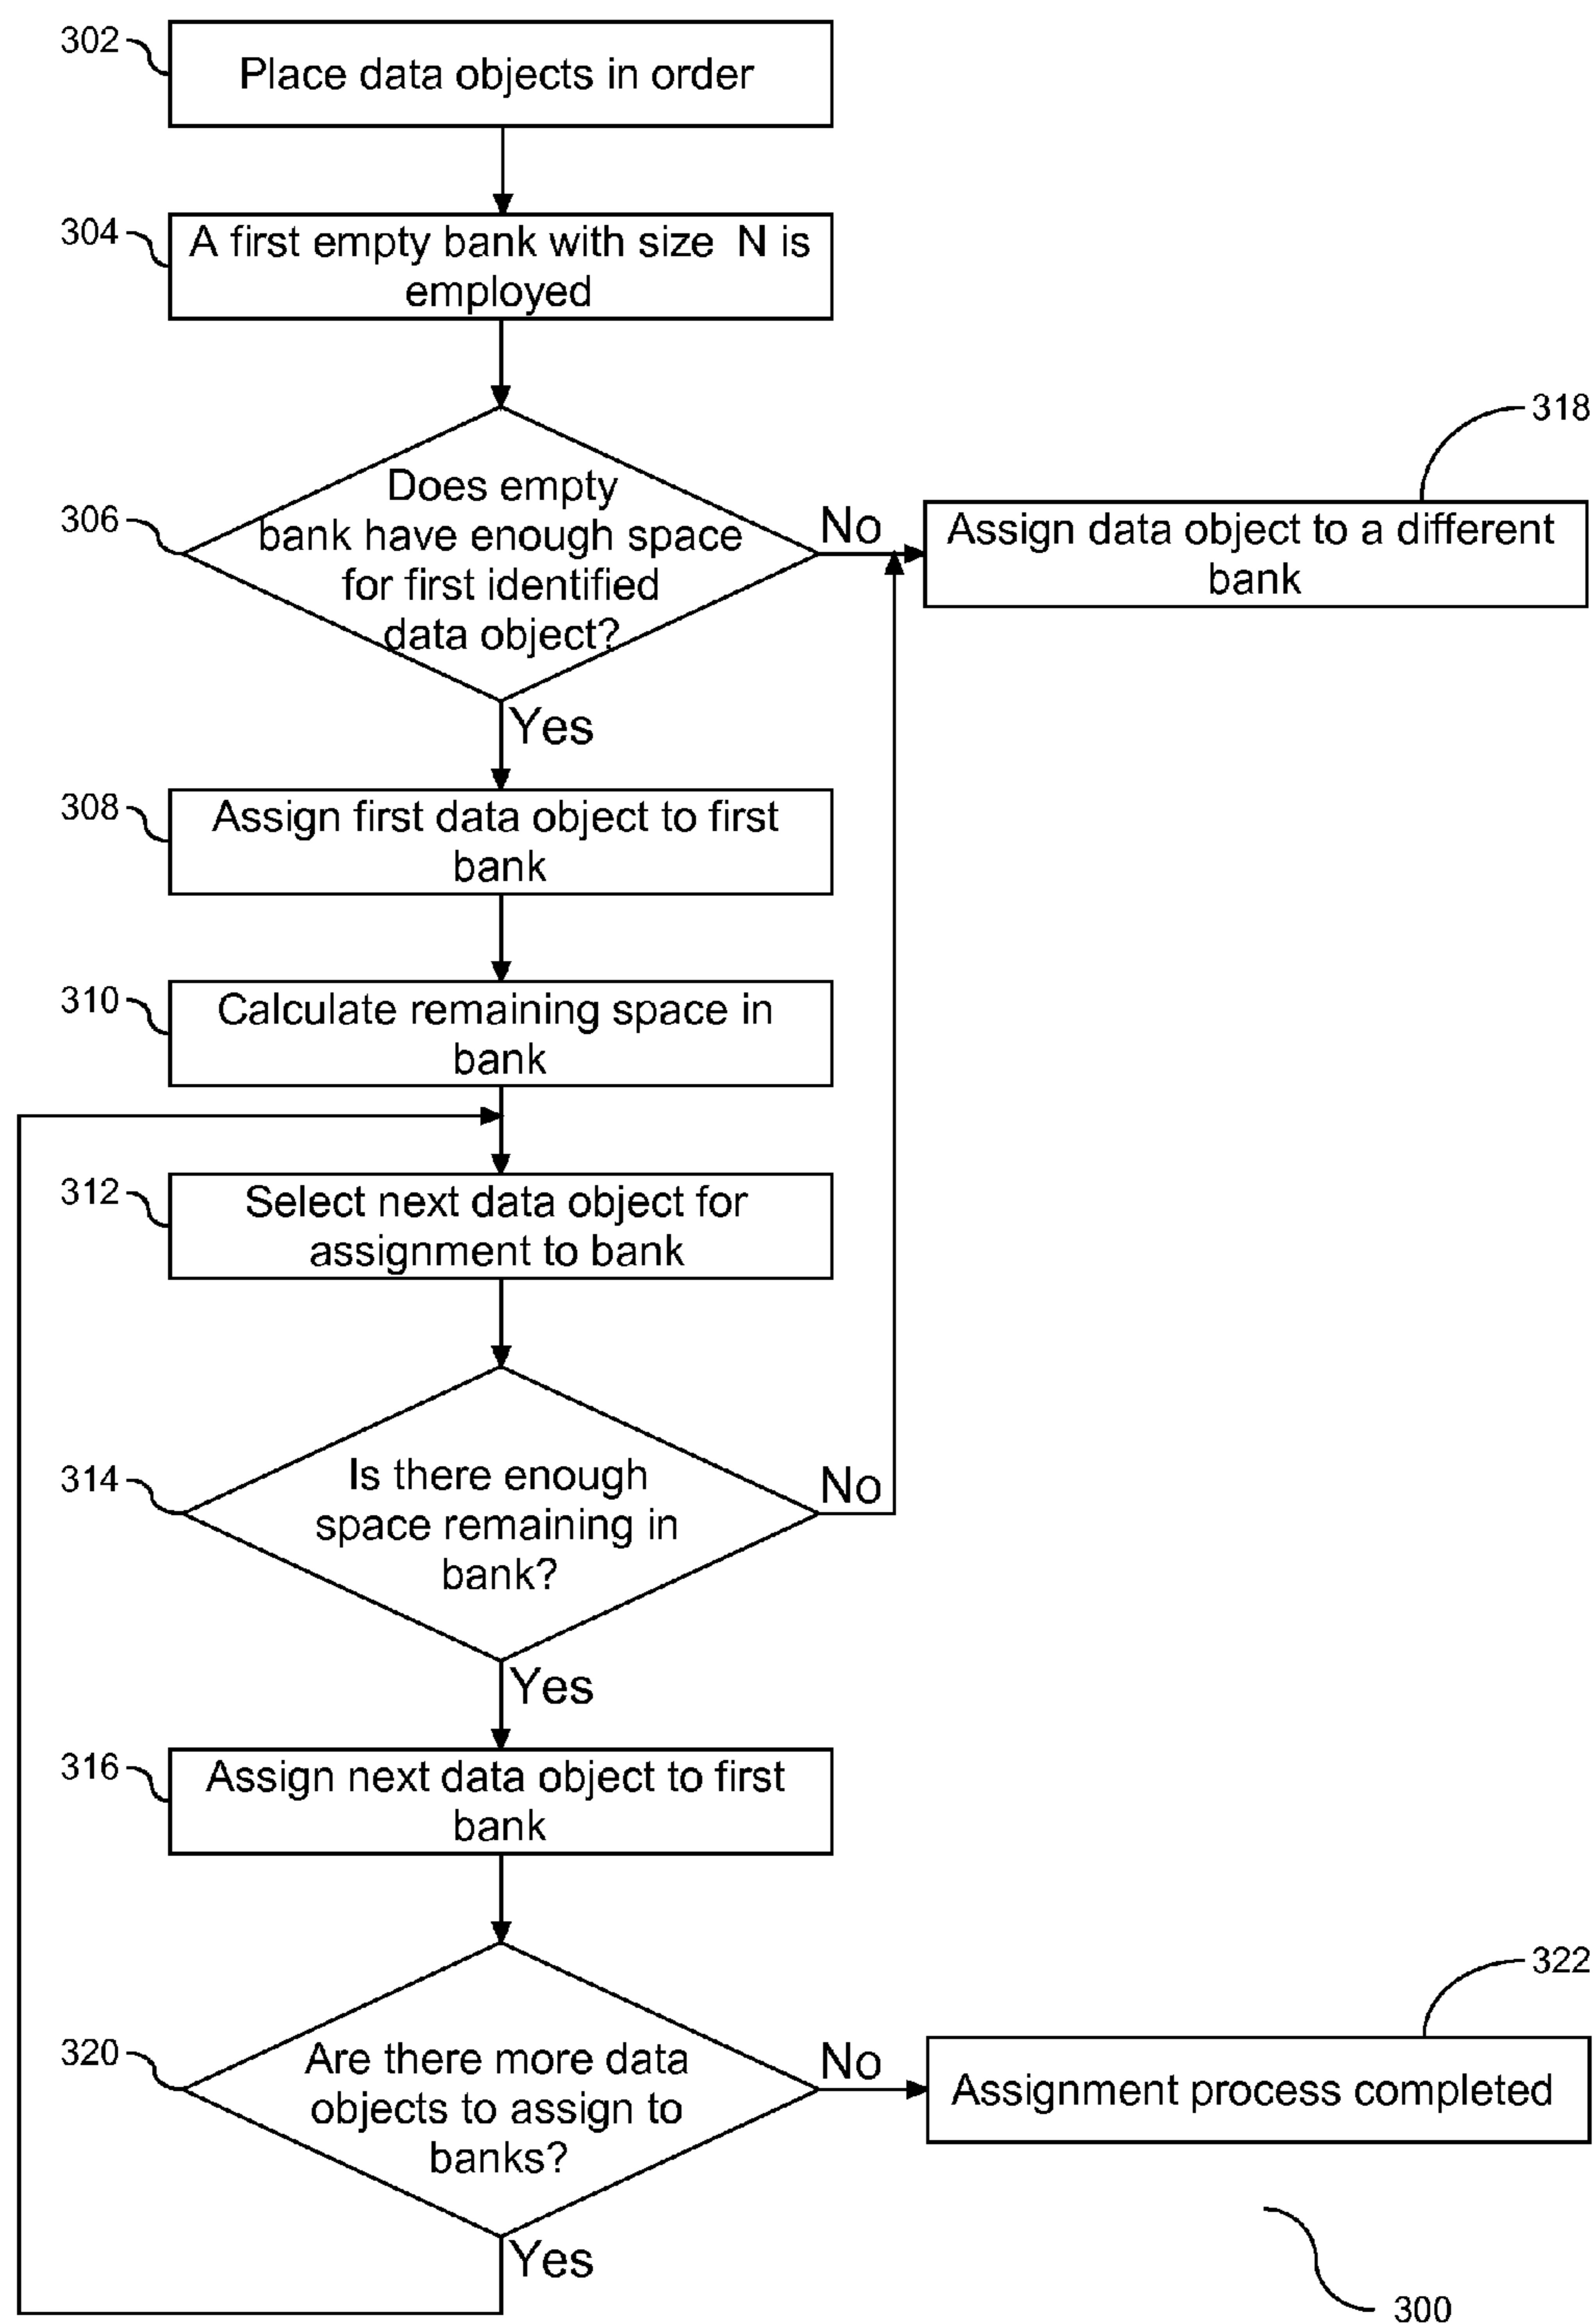 302
Place data objects in order
304
A first empty bank with size N is
employed
318
306
Does empty
bank have enough space
for first identified
data object?
No
Assign data object to a different
bank
Yes
308
Assign first data object to first
bank
310
Calculate remaining space in
bank
312
Select next data object for
assignment to bank
314
Is there enough
space remaining in
bank?
No
Yes
316
Assign next data object to first
bank
322
320
Are there more data
objects to assign to
banks?
No
Assignment process completed
Yes
300